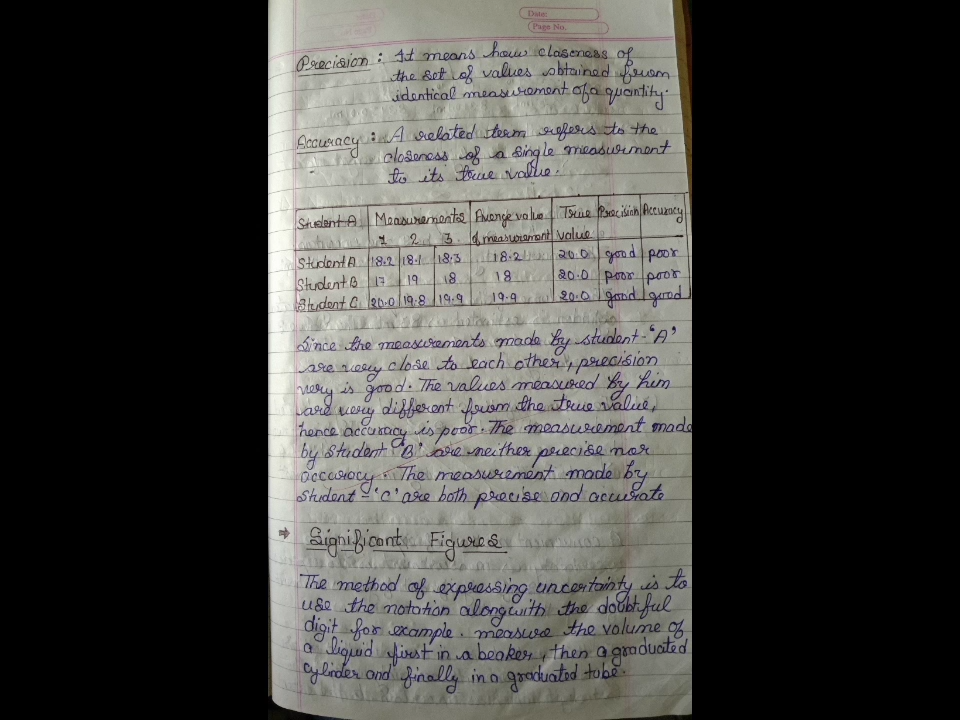 Date:
Page No.
Precision : It means how closeness of
the set of values obtained from
identical measurement of a quantity.
Accuracy : A related term refers to the
closeness of a single measurment
to its true value.
Student A Measurements Average value True Precision Accuracy
1 2 3 of measurement value
Student A 18.2 18.1 18.3 18.2 20.0 good poor
Student B 17 19 18 18 20.0 poor poor
Student C 20.0 19.8 19.9 19.9 20.0 good good
Since the measurements made by student-'A'
are very close to each other, precision
very is good. The values measured by him
are very different from the true value,
hence accuracy is poor. The measurement made
by student 'B' are neither precise nor
accuracy. The measurement made by
Student - 'C' are both precise and accurate
⇒ Significant Figures
The method of expressing uncertainty is to
use the notation alongwith the doubtful
digit for example. measure the volume of
a liquid first in a beaker, then a graduated
cylinder and finally in a graduated tube.